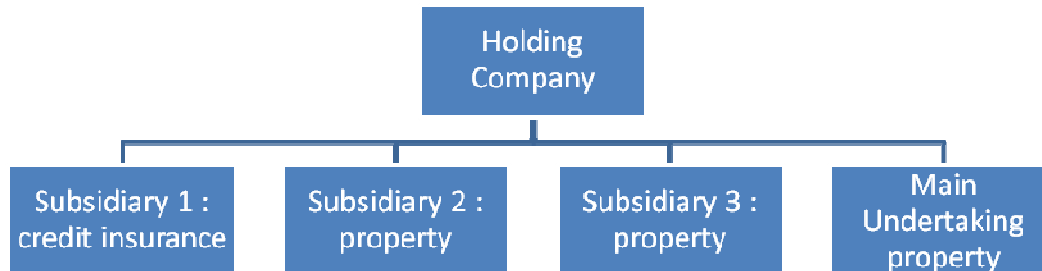 Holding
Company
Subsidiary 1 :
credit insurance
Subsidiary 2 :
property
Subsidiary 3 :
property
Main
Undertaking
property